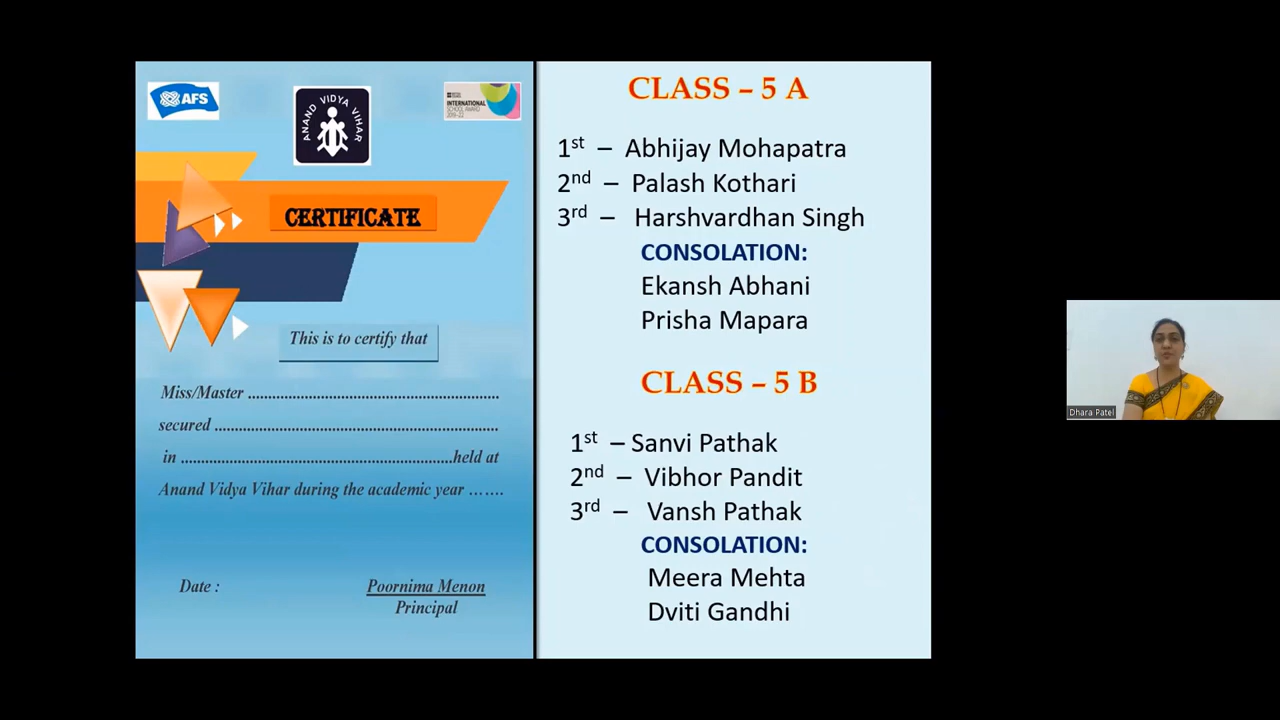 AFS
ANAND VIDYA VIHAR
INTERNATIONAL
SCHOOL AWARD
CERTIFICATE
This is to certify that
Miss/Master ..................................................
secured .........................................................
in .......................................................held at
Anand Vidya Vihar during the academic year .......
Date :
Poornima Menon
Principal
CLASS – 5 A
1st – Abhijay Mohapatra
2nd – Palash Kothari
3rd – Harshvardhan Singh
CONSOLATION:
Ekansh Abhani
Prisha Mapara
CLASS – 5 B
1st – Sanvi Pathak
2nd – Vibhor Pandit
3rd – Vansh Pathak
CONSOLATION:
Meera Mehta
Dviti Gandhi
Dhara Patel